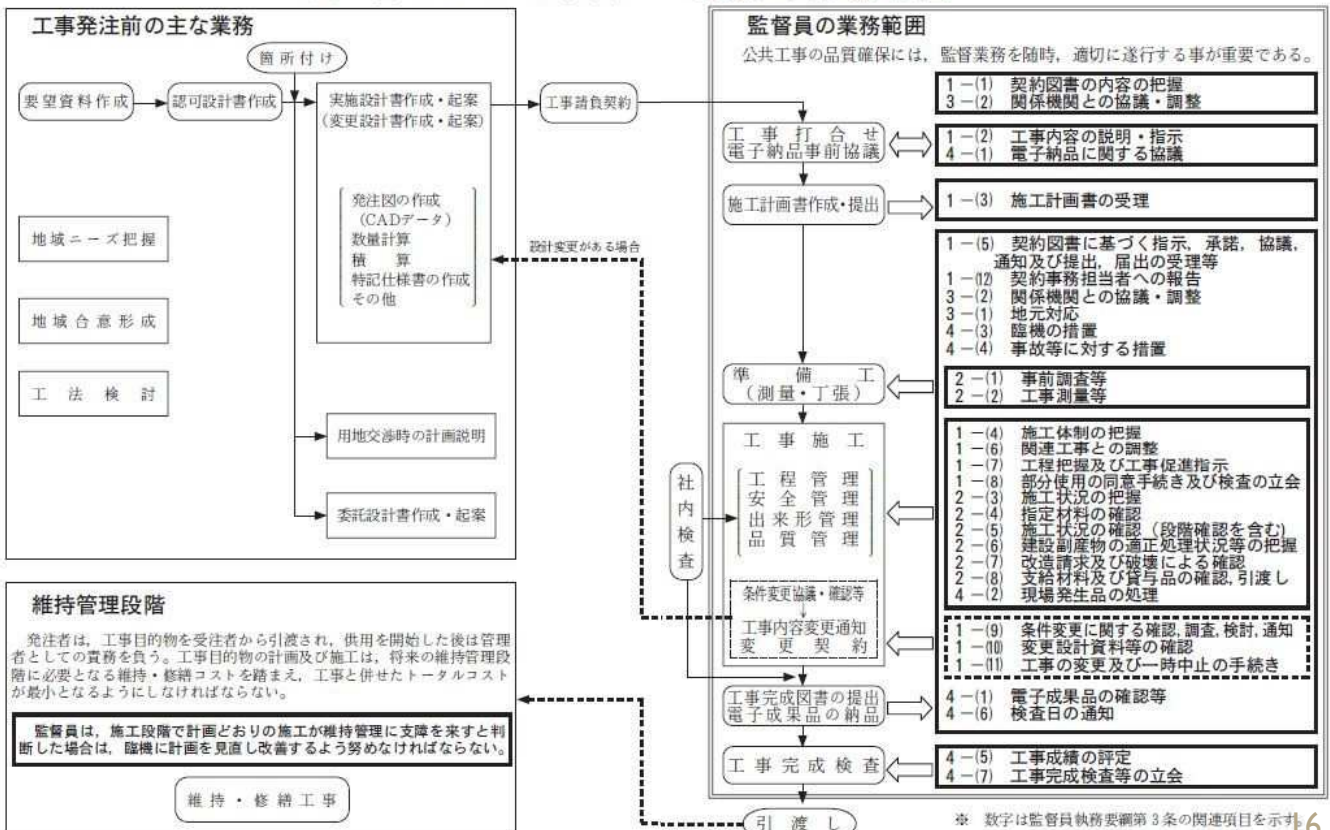 工事発注前の主な業務
箇所付け
要望資料作成
認可設計書作成
実施設計書作成・起案
(変更設計書作成・起案)
工事請負契約
発注図の作成
(CADデータ)
数量計算
積　　算
特記仕様書の作成
その他
地域ニーズ把握
地域合意形成
工法検討
設計変更がある場合
用地交渉時の計画説明
委託設計書作成・起案
維持管理段階
発注者は，工事目的物を受注者から引渡され，供用を開始した後は管理
者としての責務を負う。工事目的物の計画及び施工は，将来の維持管理段
階に必要となる維持・修繕コストを踏まえ，工事と併せたトータルコスト
が最小となるようにしなければならない。
監督員は，施工段階で計画どおりの施工が維持管理に支障を来すと判
断した場合は，臨機に計画を見直し改善するよう努めなければならない。
維持・修繕工事
監督員の業務範囲
公共工事の品質確保には，監督業務を随時，適切に遂行する事が重要である。
1－(1)　契約図書の内容の把握
3－(2)　関係機関との協議・調整
工事打合せ
電子納品事前協議
1－(2)　工事内容の説明・指示
4－(1)　電子納品に関する協議
施工計画書作成・提出
1－(3)　施工計画書の受理
1－(5)　契約図書に基づく指示，承諾，協議，
通知及び提出，届出の受理等
1－(12)　契約事務担当者への報告
3－(2)　関係機関との協議・調整
3－(1)　地元対応
4－(3)　臨機の措置
4－(4)　事故等に対する措置
準備工
(測量・丁張)
2－(1)　事前調査等
2－(2)　工事測量等
工事施工
工程管理
安全管理
出来形管理
品質管理
社内検査
1－(4)　施工体制の把握
1－(6)　関連工事との調整
1－(7)　工程把握及び工事促進指示
1－(8)　部分使用の同意手続き及び検査の立会
2－(3)　施工状況の把握
2－(4)　指定材料の確認
2－(5)　施工状況の確認（段階確認を含む)
2－(6)　建設副産物の適正処理状況等の把握
2－(7)　改造請求及び破壊による確認
2－(8)　支給材料及び貸与品の確認，引渡し
4－(2)　現場発生品の処理
条件変更協議・確認等
工事内容変更通知
変更契約
1－(9)　条件変更に関する確認，調査，検討，通知
1－(10)　変更設計資料等の確認
1－(11)　工事の変更及び一時中止の手続き
工事完成図書の提出
電子成果品の納品
4－(1)　電子成果品の確認等
4－(6)　検査日の通知
工事完成検査
4－(5)　工事成績の評定
4－(7)　工事完成検査等の立会
引渡し
※　数字は監督員執務要綱第3条の関連項目を示す。
16